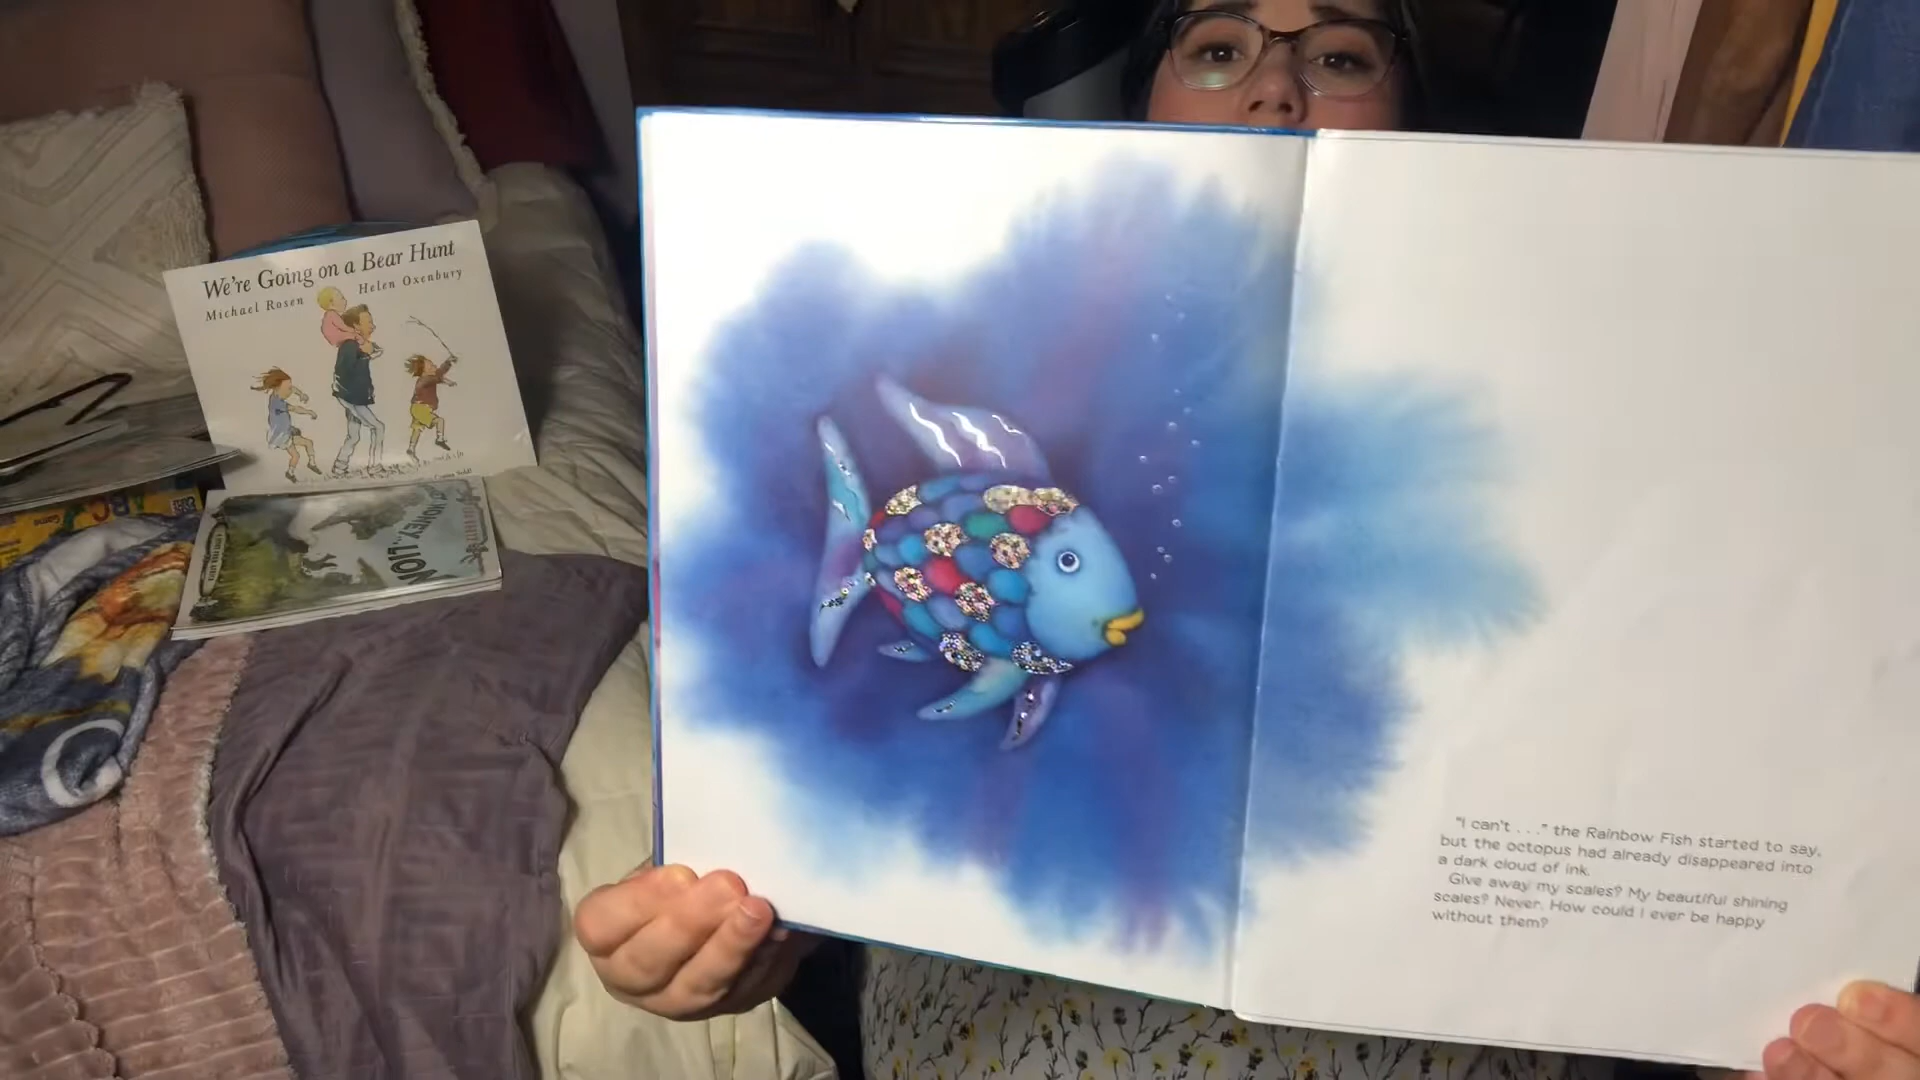 We're Going on a Bear Hunt
Michael Rosen Helen Oxenbury
HONEY, LION
"I can't . . ." the Rainbow Fish started to say,
but the octopus had already disappeared into
a dark cloud of ink.
Give away my scales? My beautiful shining
scales? Never. How could I ever be happy
without them?